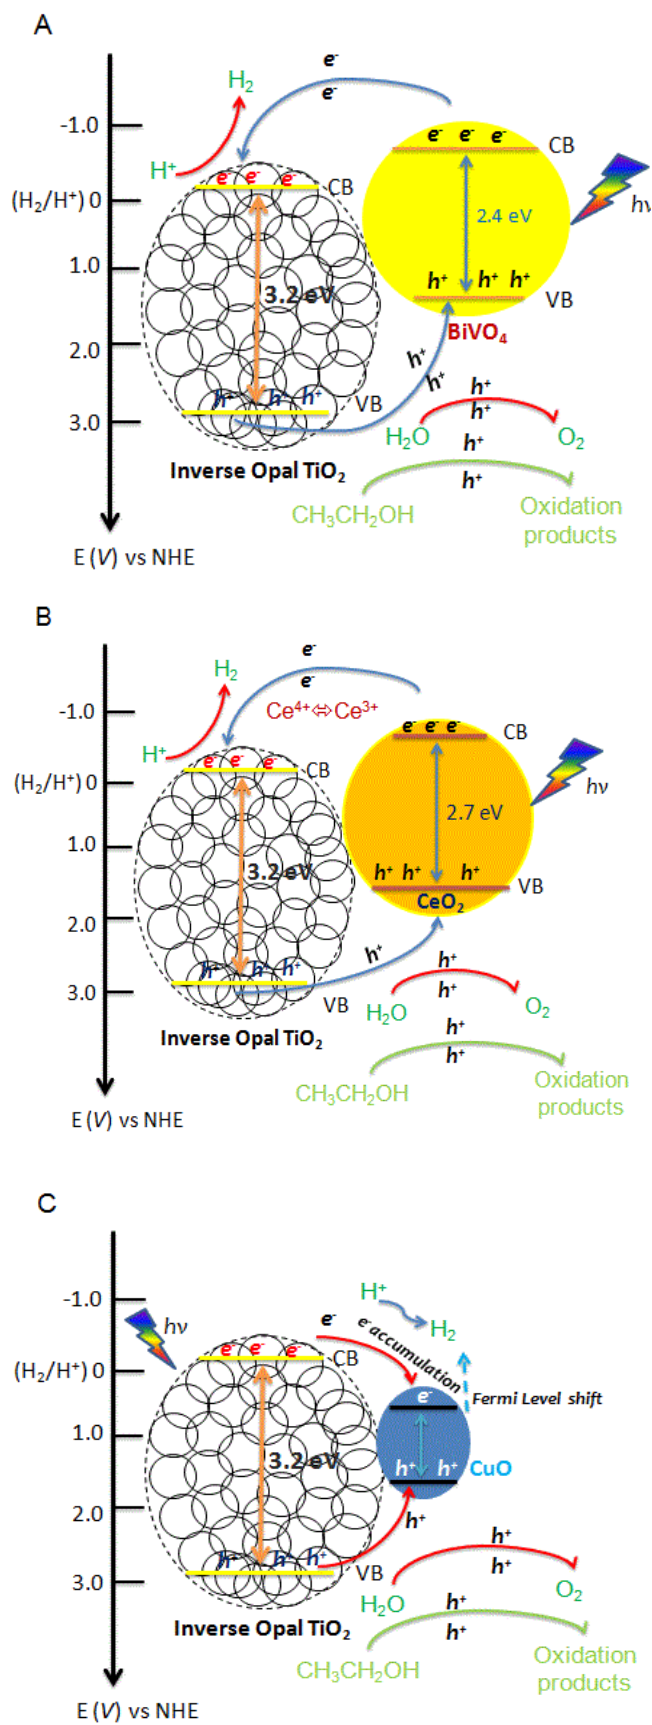 A
e⁻
e⁻
H₂
-1.0
e⁻ e⁻ e⁻
CB
H⁺
e⁻ e⁻ e⁻
CB
(H₂/H⁺) 0
hν
2.4 eV
1.0
3.2 eV
h⁺ h⁺ h⁺
VB
BiVO₄
2.0
h⁺
h⁺
h⁺ h⁺ h⁺
VB
h⁺
h⁺
3.0
H₂O
O₂
h⁺
Inverse Opal TiO₂
h⁺
CH₃CH₂OH
Oxidation
products
E (V) vs NHE
B
e⁻
e⁻
H₂
Ce⁴⁺⇔Ce³⁺
-1.0
e⁻ e⁻ e⁻
CB
H⁺
e⁻ e⁻ e⁻
CB
(H₂/H⁺) 0
hν
2.7 eV
1.0
3.2 eV
h⁺ h⁺ h⁺
VB
CeO₂
2.0
h⁺
h⁺ h⁺ h⁺
VB
h⁺
h⁺
3.0
H₂O
O₂
h⁺
Inverse Opal TiO₂
h⁺
CH₃CH₂OH
Oxidation
products
E (V) vs NHE
C
H⁺
-1.0
hν
e⁻
H₂
e⁻ accumulation
e⁻ e⁻ e⁻
CB
(H₂/H⁺) 0
e⁻
Fermi Level shift
1.0
3.2 eV
h⁺ h⁺
CuO
2.0
h⁺
h⁺ h⁺ h⁺
VB
h⁺
h⁺
3.0
H₂O
O₂
h⁺
Inverse Opal TiO₂
h⁺
CH₃CH₂OH
Oxidation
products
E (V) vs NHE